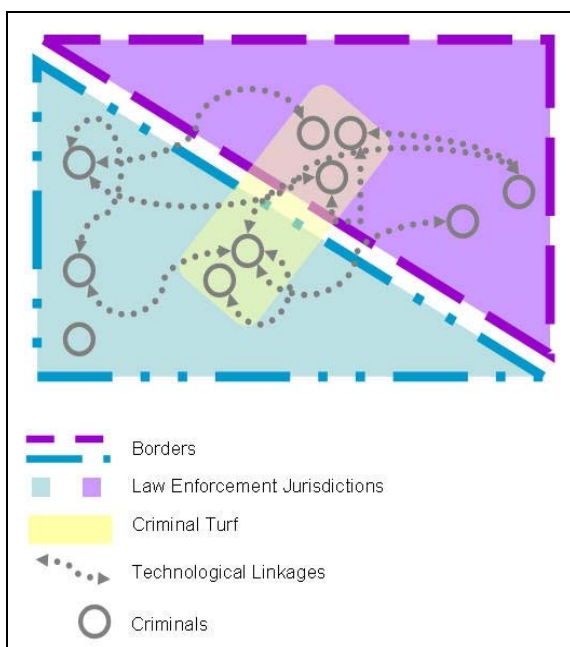 Borders
Law Enforcement Jurisdictions
Criminal Turf
Technological Linkages
Criminals